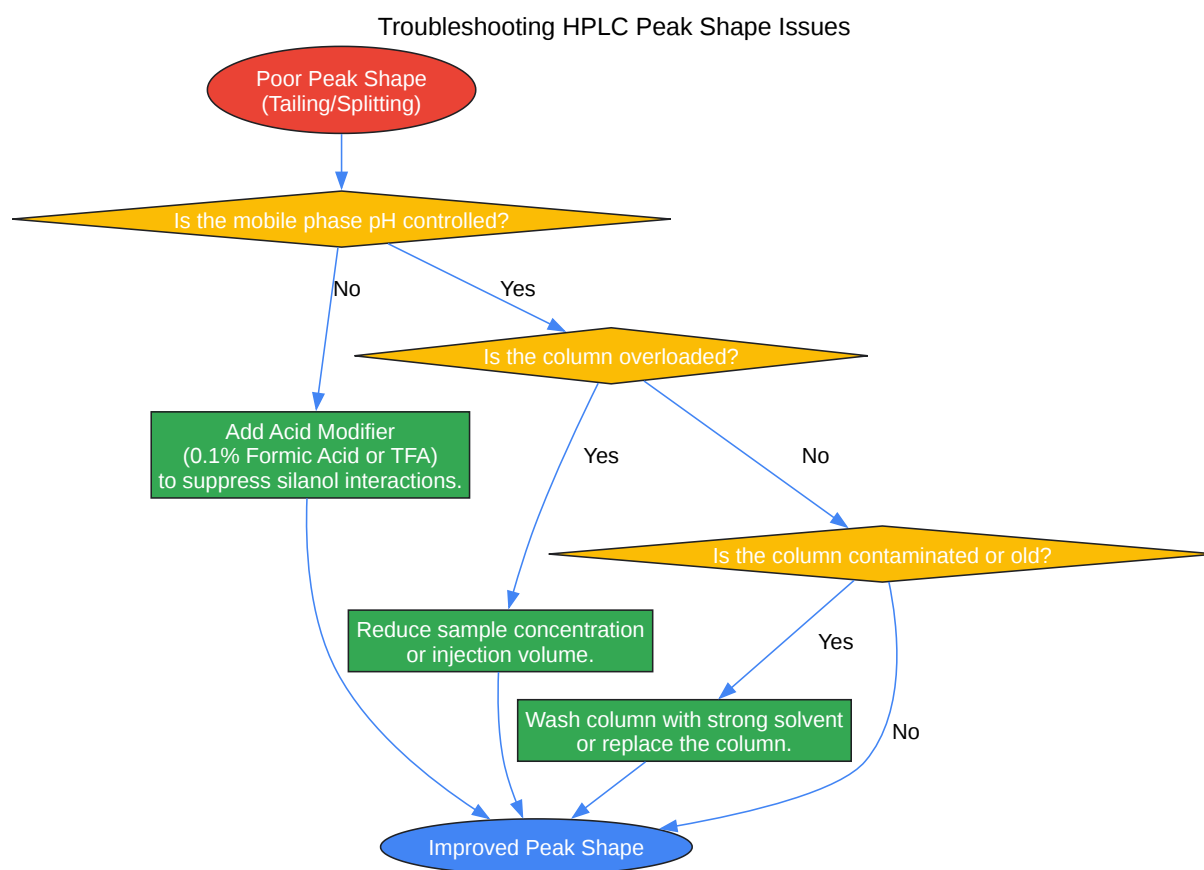 Troubleshooting HPLC Peak Shape Issues
Poor Peak Shape
(Tailing/Splitting)
Is the mobile phase pH controlled?
No
Yes
Is the column overloaded?
Add Acid Modifier
(0.1% Formic Acid or TFA)
to suppress silanol interactions.
Yes
No
Is the column contaminated or old?
Reduce sample concentration
or injection volume.
Yes
Wash column with strong solvent
or replace the column.
No
Improved Peak Shape